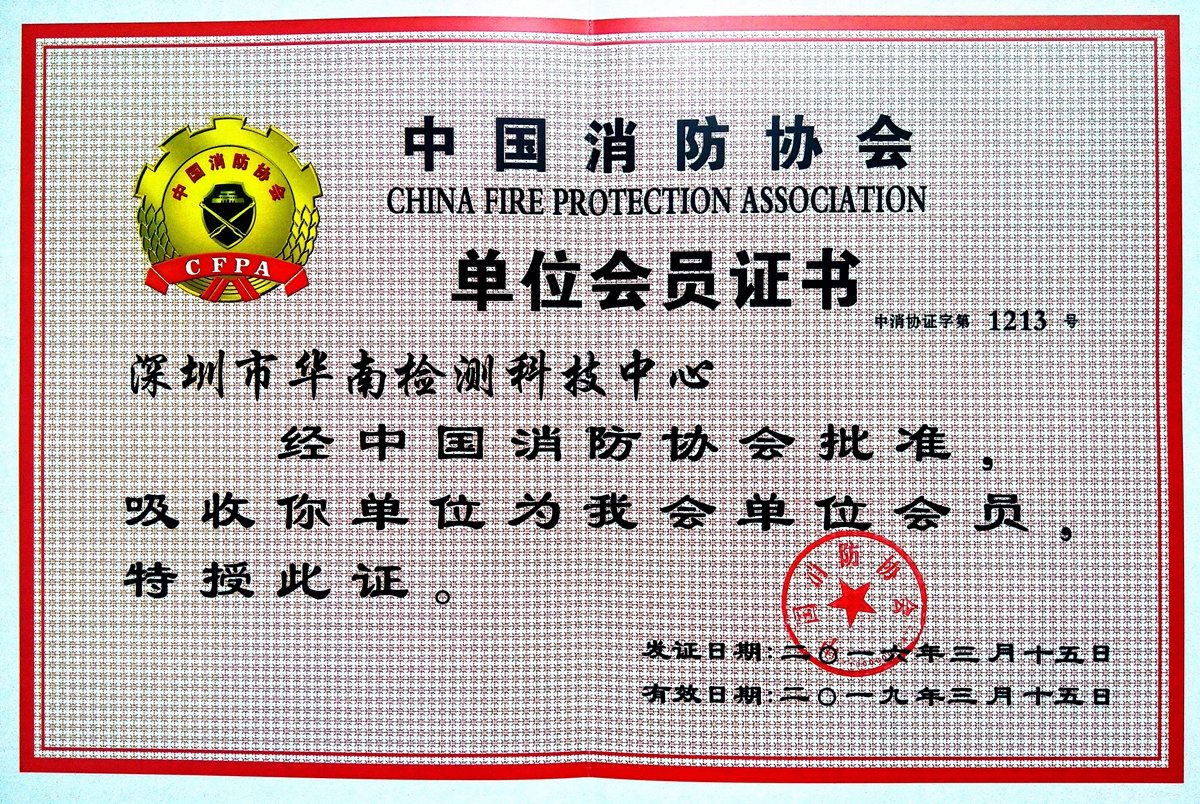 中国消防协会
CHINA FIRE PROTECTION ASSOCIATION
中国消防协会
CFPA
单位会员证书
中消协证字第 1213 号
深圳市华南检测科技中心
经中国消防协会批准，
吸收你单位为我会单位会员，
特授此证。
中国消防协会
发证日期:二〇一六年三月十五日
有效日期:二〇一九年三月十五日